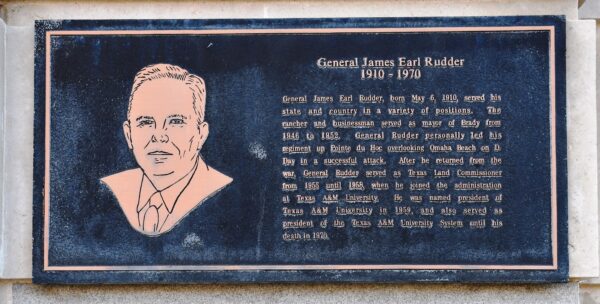 General James Earl Rudder
1910 - 1970
General James Earl Rudder, born May 6, 1910, served his
state and country in a variety of positions. The
rancher and businessman served as mayor of Brady from
1946 to 1952. General Rudder personally led his
regiment up Pointe du Hoc overlooking Omaha Beach on D
Day in a successful attack. After he returned from the
war, General Rudder served as Texas Land Commissioner
from 1955 until 1958, when he joined the administration
at Texas A&M University. He was named president of
Texas A&M University in 1959, and also served as
president of the Texas A&M University System until his
death in 1970.